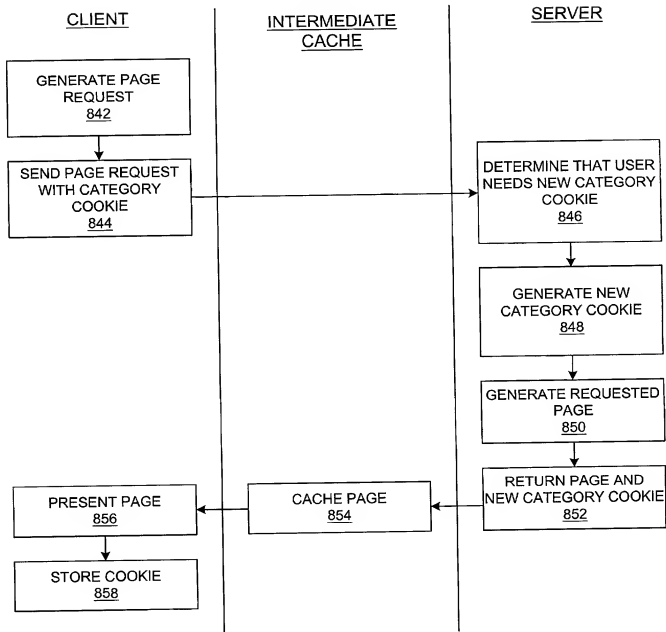 CLIENT
INTERMEDIATE
CACHE
SERVER
GENERATE PAGE
REQUEST
842
SEND PAGE REQUEST
WITH CATEGORY
COOKIE
844
DETERMINE THAT USER
NEEDS NEW CATEGORY
COOKIE
846
GENERATE NEW
CATEGORY COOKIE
848
GENERATE REQUESTED
PAGE
850
RETURN PAGE AND
NEW CATEGORY COOKIE
852
CACHE PAGE
854
PRESENT PAGE
856
STORE COOKIE
858